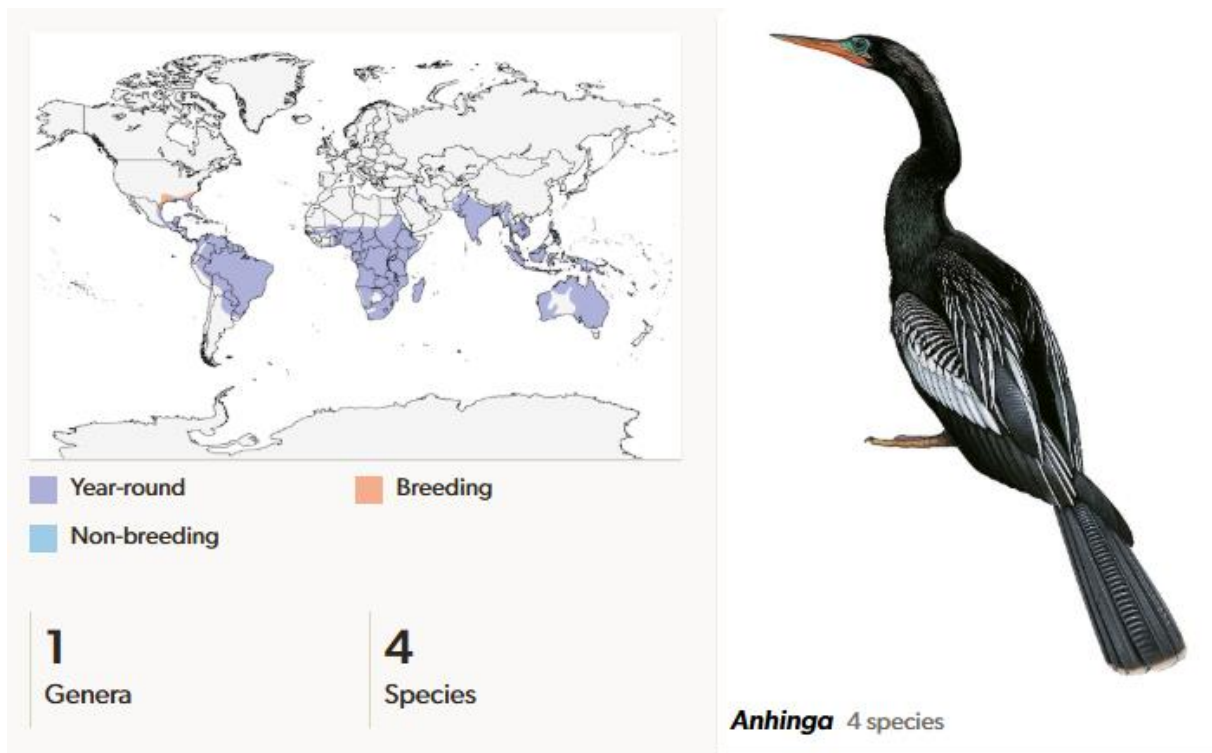 Year-round
Breeding
Non-breeding
1
Genera
4
Species
Anhinga 4 species